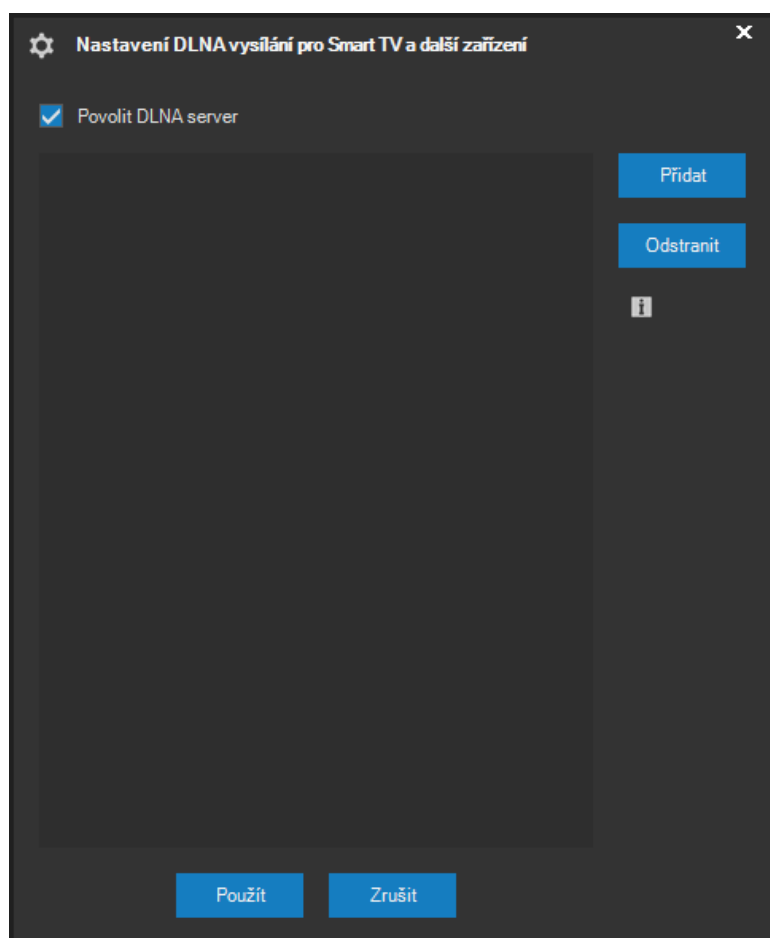 Nastavení DLNA vysílání pro Smart TV a další zařízení
Povolit DLNA server
Přidat
Odstranit
Použít
Zrušit